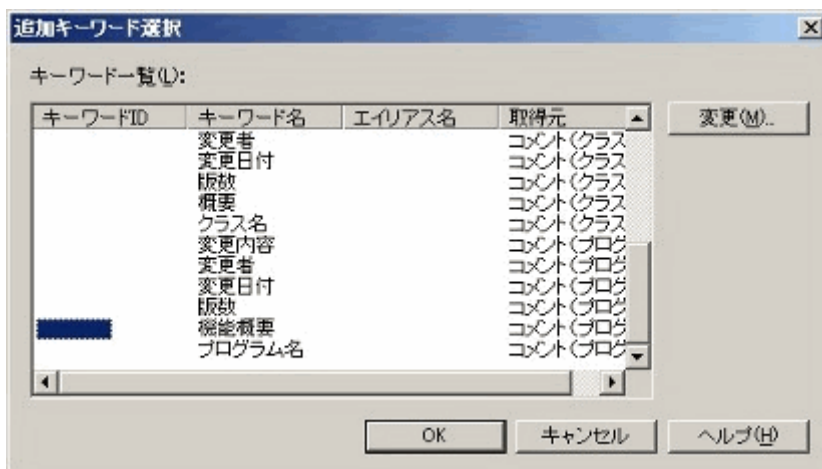 追加キーワード選択
キーワード一覧(L):
キーワードID キーワード名 エイリアス名 取得元 変更(M)...
変更者 コメント(クラス
変更日付 コメント(クラス
版数 コメント(クラス
概要 コメント(クラス
クラス名 コメント(クラス
変更内容 コメント(プログ
変更者 コメント(プログ
変更日付 コメント(プログ
版数 コメント(プログ
機能概要 コメント(プログ
プログラム名 コメント(プログ
OK キャンセル ヘルプ(H)